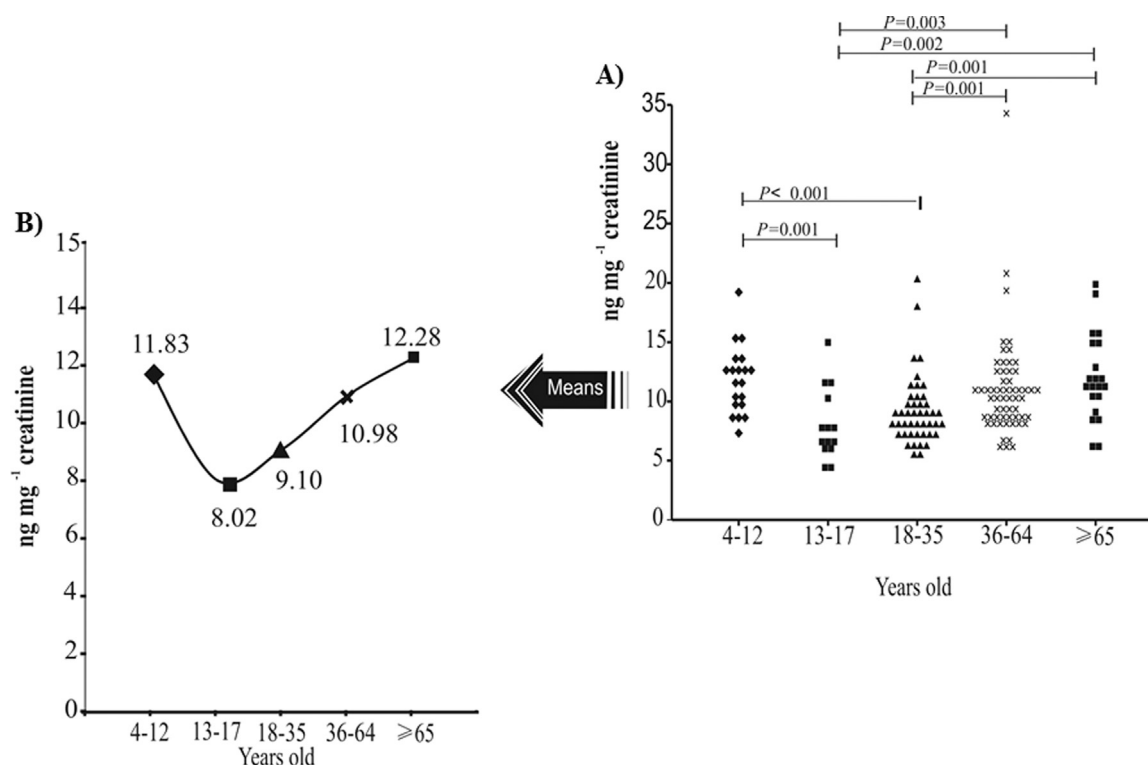 B)
ng mg ⁻¹ creatinine
15
14
12
10
8
6
4
2
0
11.83
8.02
9.10
10.98
12.28
4-12 13-17 18-35 36-64 ⩾65
Years old
Means
A)
P=0.003
P=0.002
P=0.001
P=0.001
P< 0.001
P=0.001
ng mg ⁻¹ creatinine
35
30
25
20
15
10
5
0
4-12 13-17 18-35 36-64 ⩾65
Years old